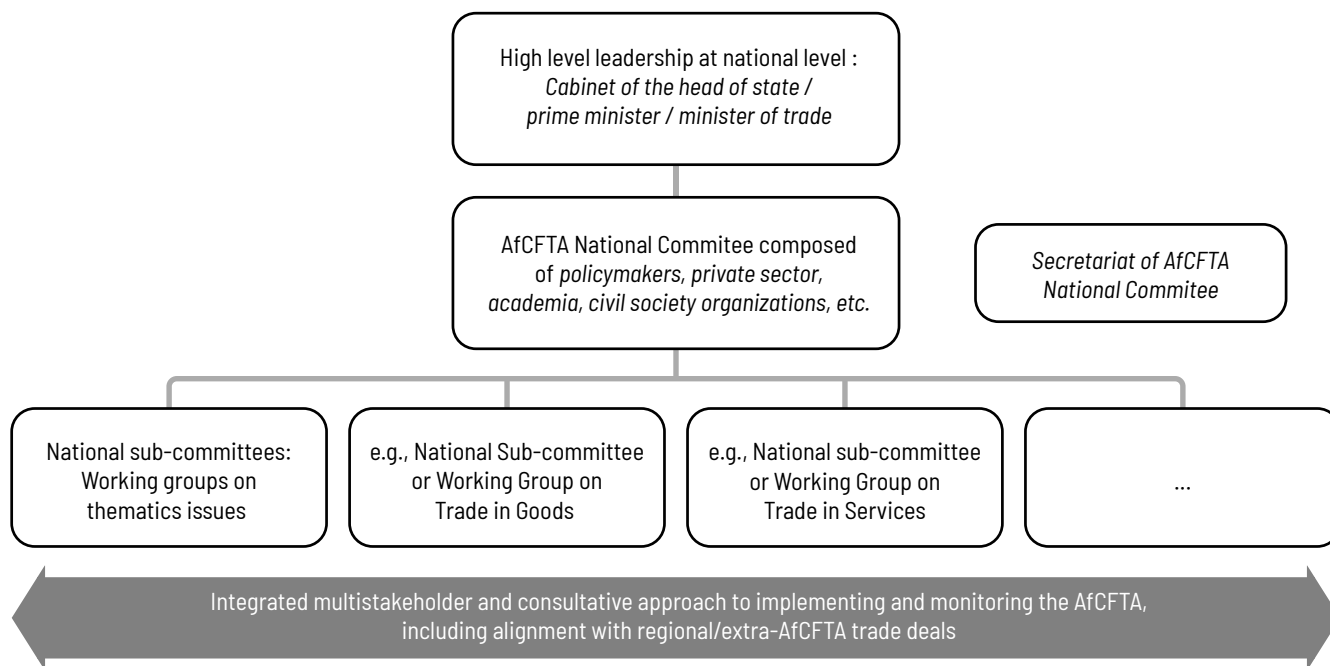 High level leadership at national level :
Cabinet of the head of state /
prime minister / minister of trade
AfCFTA National Commitee composed
of policymakers, private sector,
academia, civil society organizations, etc.
Secretariat of AfCFTA
National Commitee
National sub-committees:
Working groups on
thematics issues
e.g., National Sub-committee
or Working Group on
Trade in Goods
e.g., National sub-committee
or Working Group on
Trade in Services
...
Integrated multistakeholder and consultative approach to implementing and monitoring the AfCFTA,
including alignment with regional/extra-AfCFTA trade deals